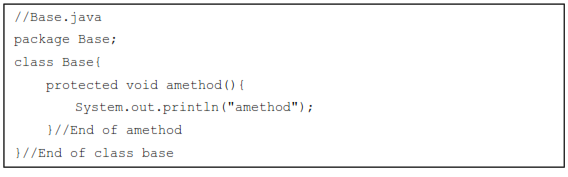 //Base.java
package Base;
class Base{
protected void amethod(){
System.out.println("amethod");
}//End of amethod
}//End of class base